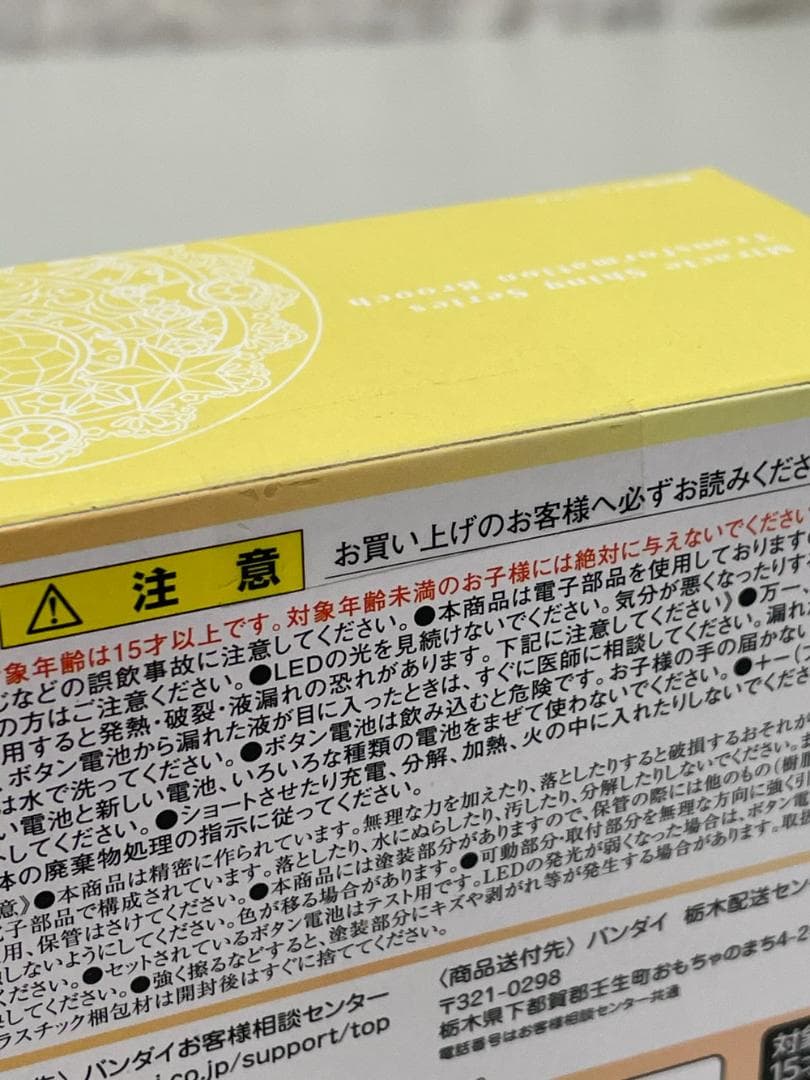 Miracle Shiny Series
Transformation Brooch
お買い上げのお客様へ必ずお読みくださ
注意
対象年齢は15才以上です。対象年齢未満のお子様には絶対に与えないでください
などの誤飲事故に注意してください。●本商品は電子部品を使用しておりますの
の方はご注意ください。●LEDの光を見続けないでください。気分が悪くなったりする
用すると発熱・破裂・液漏れの恐れがあります。下記に注意してください》●万一、
ボタン電池から漏れた液が目に入ったときは、すぐに医師に相談してください。漏れ
は水で洗ってください。●ボタン電池は飲み込むと危険です。お子様の手の届かない
い電池と新しい電池、いろいろな種類の電池をまぜて使わないでください。●+-(プ
してください。●ショートさせたり充電、分解、加熱、火の中に入れたりしないでくださ
体の廃棄物処理の指示に従ってください。
意》●本商品は精密に作られています。無理な力を加えたり、落としたりすると破損するおそれが
子部品で構成されています。落としたり、水にぬらしたり、汚したり、分解したりしないでください。
用、保管はさけてください。●本商品には塗装部分がありますので、保管の際には他のもの(樹脂
しないようにしてください。色が移る場合があります。●可動部分・取付部分を無理な方向に強く引
ください。●セットされているボタン電池はテスト用です。LEDの発光が弱くなった場合は、ボタン電
してください。●強く擦るなどすると、塗装部分にキズや剥がれ等が発生する場合があります。取扱
ラスチック梱包材は開封後はすぐに捨ててください。
〉バンダイお客様相談センター
.co.jp/support/top
〈商品送付先〉バンダイ 栃木配送セン
〒321-0298
栃木県下都賀郡壬生町おもちゃのまち4-2
電話番号はお客様相談センター共通
対
15